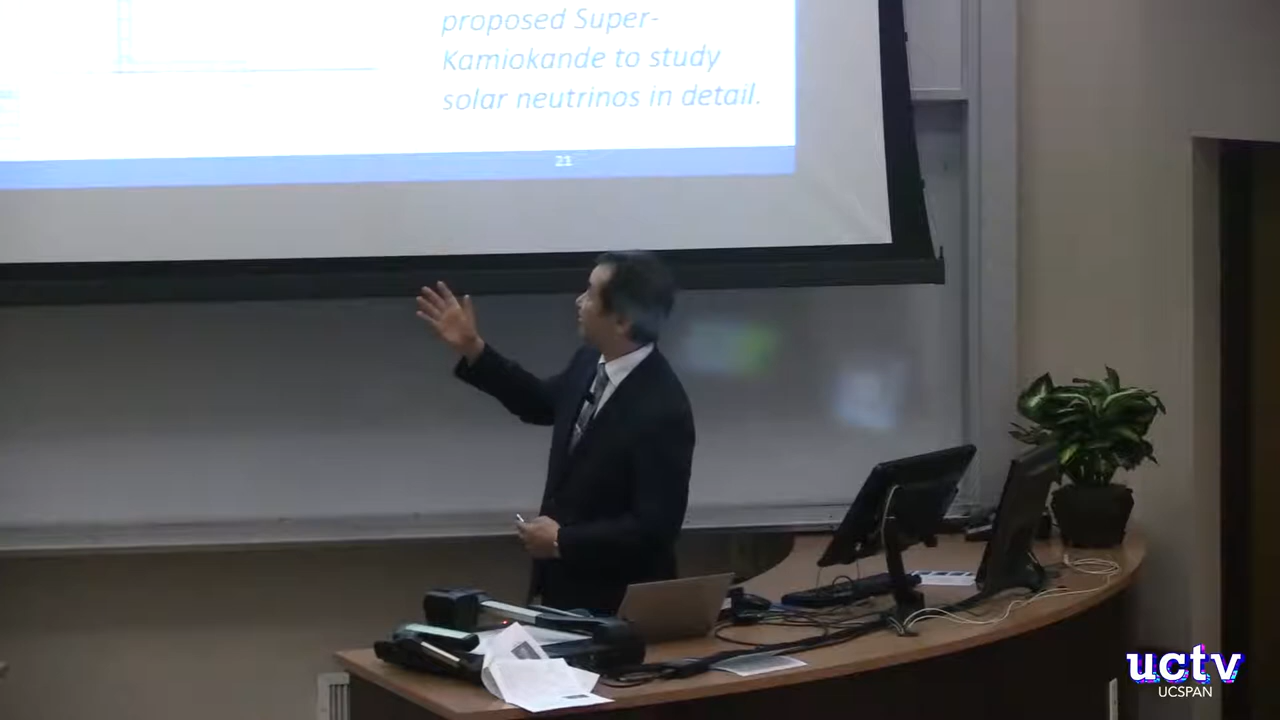 proposed Super-
Kamiokande to study
solar neutrinos in detail.
21
uctv
UCSPAN